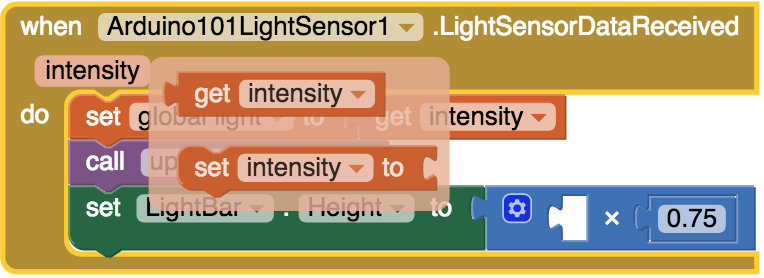 when Arduino101LightSensor1 .LightSensorDataReceived
intensity
get intensity
do set global light to get intensity
set intensity to
call up
set LightBar . Height to × 0.75